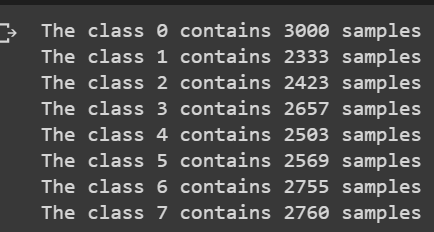 The class 0 contains 3000 samples
The class 1 contains 2333 samples
The class 2 contains 2423 samples
The class 3 contains 2657 samples
The class 4 contains 2503 samples
The class 5 contains 2569 samples
The class 6 contains 2755 samples
The class 7 contains 2760 samples